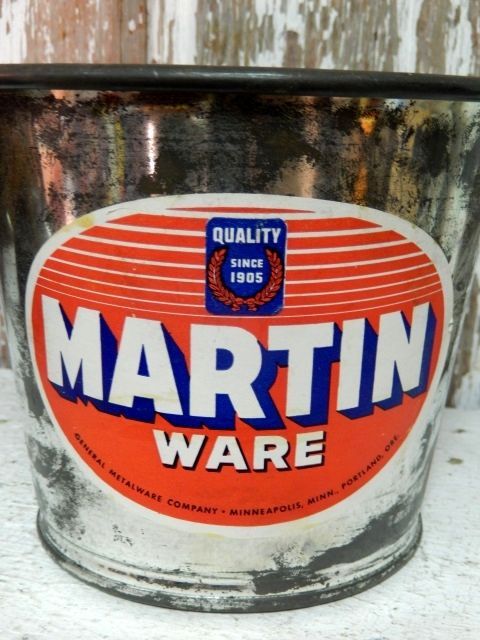 QUALITY
SINCE
1905
MARTIN
WARE
GENERAL METALWARE COMPANY • MINNEAPOLIS, MINN., PORTLAND, ORE.